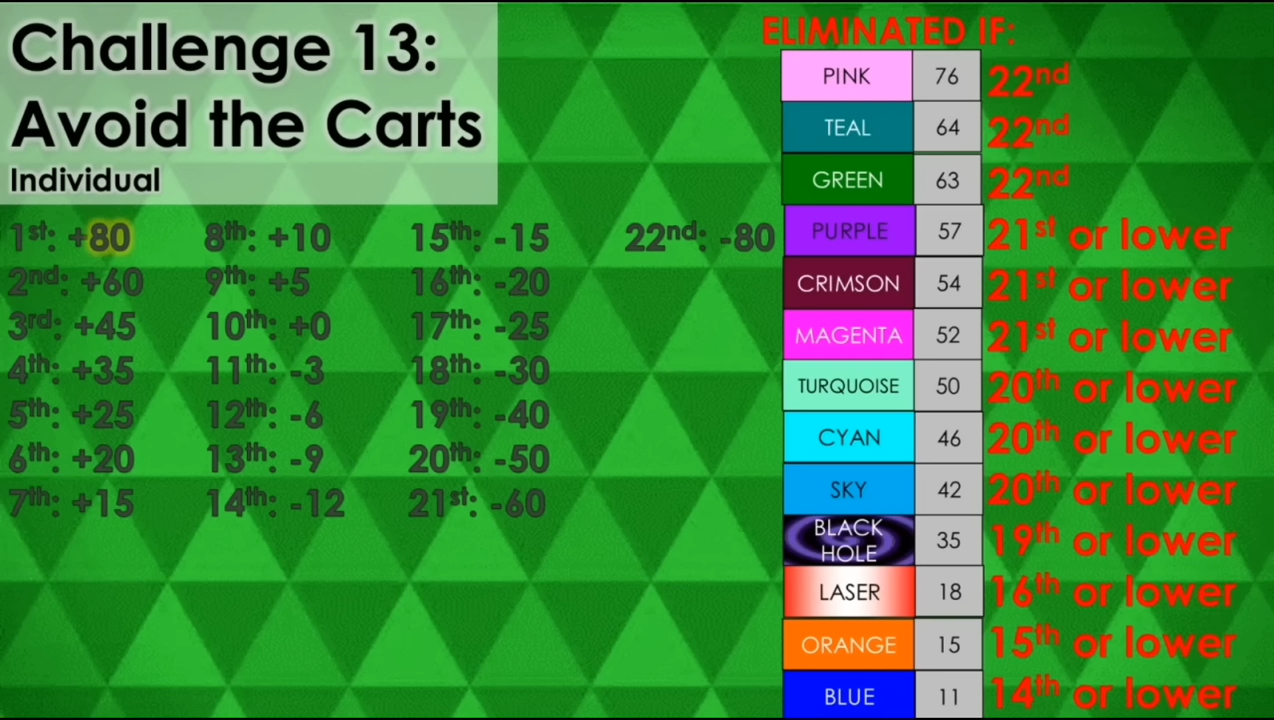 Challenge 13:
Avoid the Carts
Individual
1st: +80
2nd: +60
3rd: +45
4th: +35
5th: +25
6th: +20
7th: +15
8th: +10
9th: +5
10th: +0
11th: -3
12th: -6
13th: -9
14th: -12
15th: -15
16th: -20
17th: -25
18th: -30
19th: -40
20th: -50
21st: -60
22nd: -80
ELIMINATED IF:
PINK 76 22nd
TEAL 64 22nd
GREEN 63 22nd
PURPLE 57 21st or lower
CRIMSON 54 21st or lower
MAGENTA 52 21st or lower
TURQUOISE 50 20th or lower
CYAN 46 20th or lower
SKY 42 20th or lower
BLACK
HOLE 35 19th or lower
LASER 18 16th or lower
ORANGE 15 15th or lower
BLUE 11 14th or lower